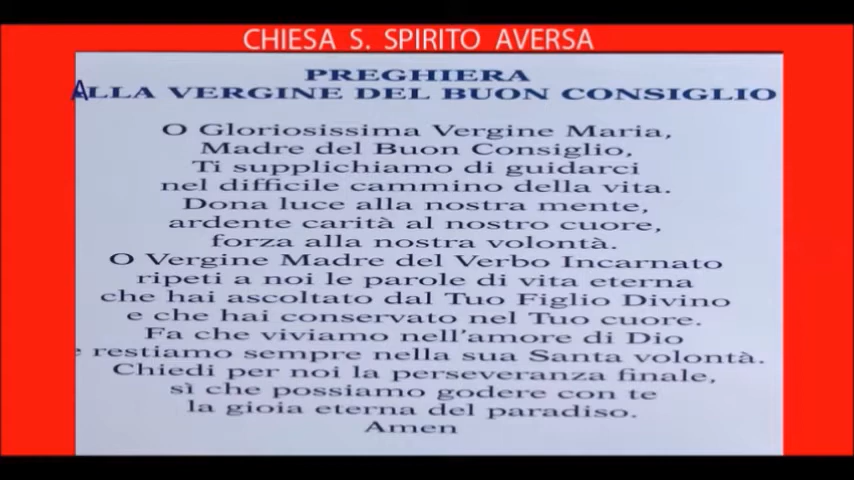 CHIESA S. SPIRITO AVERSA
PREGHIERA
ALLA VERGINE DEL BUON CONSIGLIO
O Gloriosissima Vergine Maria,
Madre del Buon Consiglio,
Ti supplichiamo di guidarci
nel difficile cammino della vita.
Dona luce alla nostra mente,
ardente carità al nostro cuore,
forza alla nostra volontà.
O Vergine Madre del Verbo Incarnato
ripeti a noi le parole di vita eterna
che hai ascoltato dal Tuo Figlio Divino
e che hai conservato nel Tuo cuore.
Fa che viviamo nell'amore di Dio
e restiamo sempre nella sua Santa volontà.
Chiedi per noi la perseveranza finale,
sì che possiamo godere con te
la gioia eterna del paradiso.
Amen